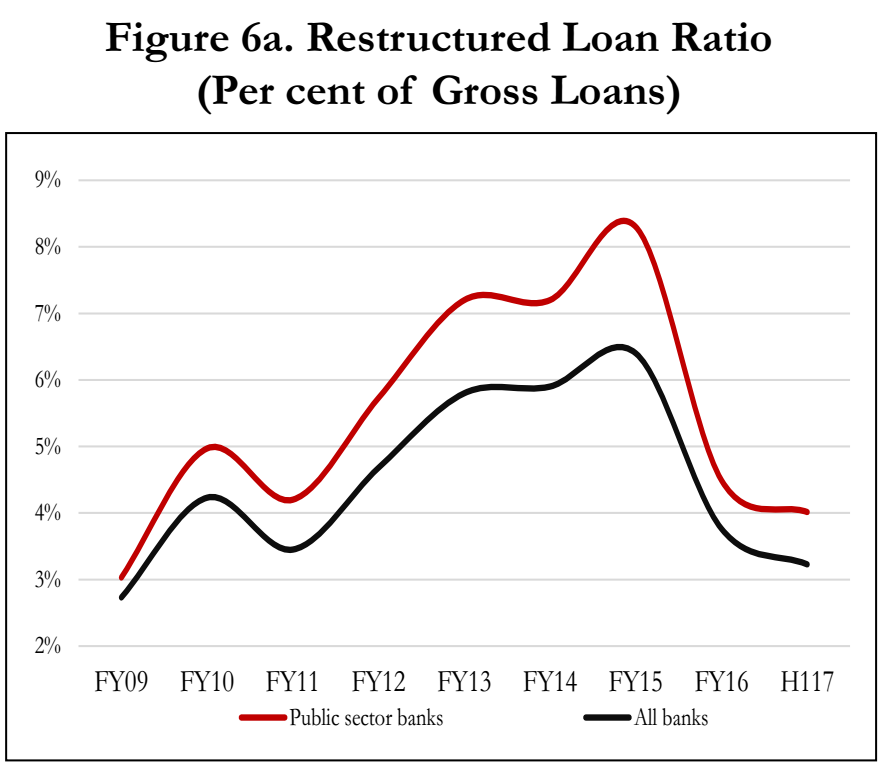 Figure 6a. Restructured Loan Ratio
(Per cent of Gross Loans)
9%
8%
7%
6%
5%
4%
3%
2%
FY09 FY10 FY11 FY12 FY13 FY14 FY15 FY16 H117
Public sector banks All banks